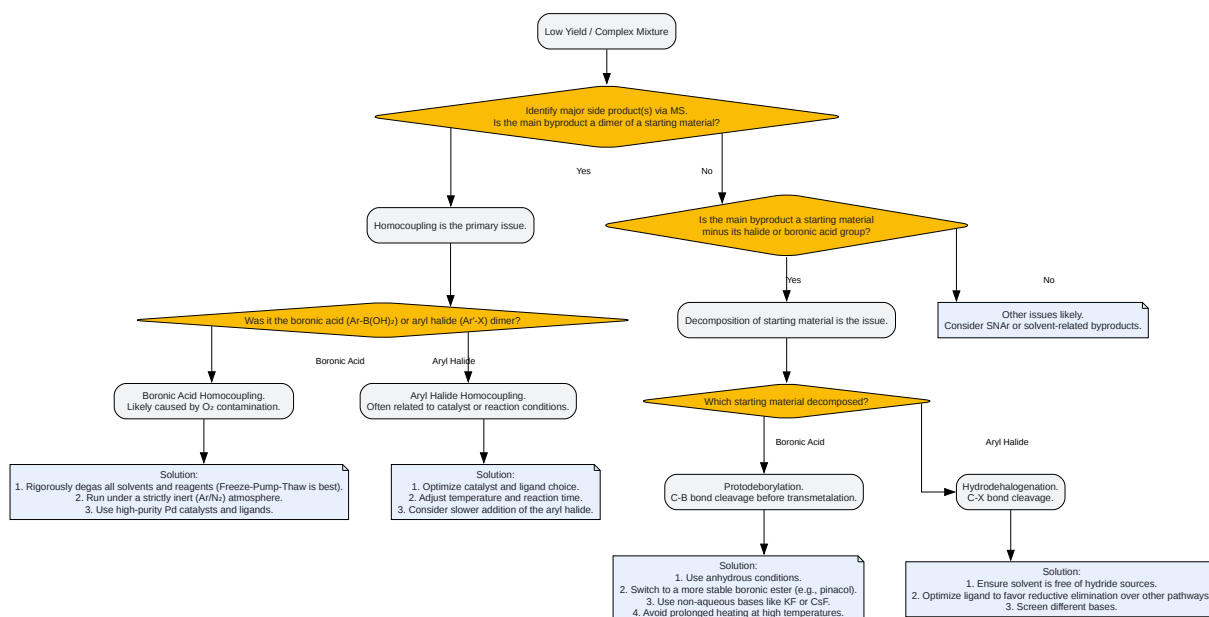 Low Yield / Complex Mixture
Identify major side product(s) via MS.
Is the main byproduct a dimer of a starting material?
Yes
No
Homocoupling is the primary issue.
Is the main byproduct a starting material
minus its halide or boronic acid group?
Yes
No
Was it the boronic acid (Ar-B(OH)₂) or aryl halide (Ar'-X) dimer?
Decomposition of starting material is the issue.
Other issues likely.
Consider SNAr or solvent-related byproducts.
Boronic Acid
Aryl Halide
Boronic Acid Homocoupling.
Likely caused by O₂ contamination.
Aryl Halide Homocoupling.
Often related to catalyst or reaction conditions.
Which starting material decomposed?
Boronic Acid
Aryl Halide
Solution:
1. Rigorously degas all solvents and reagents (Freeze-Pump-Thaw is best).
2. Run under a strictly inert (Ar/N₂) atmosphere.
3. Use high-purity Pd catalysts and ligands.
Solution:
1. Optimize catalyst and ligand choice.
2. Adjust temperature and reaction time.
3. Consider slower addition of the aryl halide.
Protodeborylation.
C-B bond cleavage before transmetalation.
Hydrodehalogenation.
C-X bond cleavage.
Solution:
1. Use anhydrous conditions.
2. Switch to a more stable boronic ester (e.g., pinacol).
3. Use non-aqueous bases like KF or CsF.
4. Avoid prolonged heating at high temperatures.
Solution:
1. Ensure solvent is free of hydride sources.
2. Optimize ligand to favor reductive elimination over other pathways
3. Screen different bases.